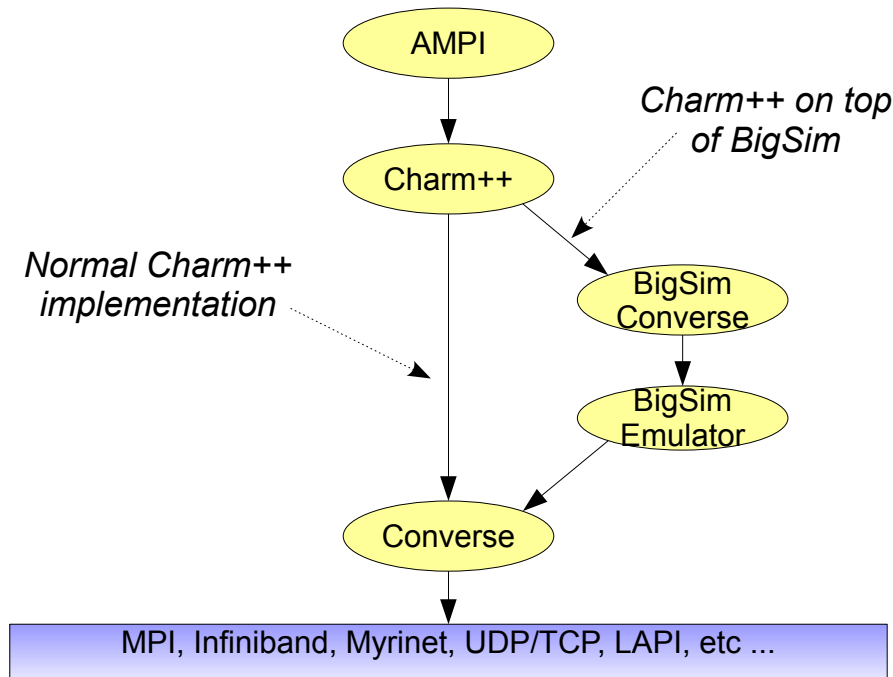 AMPI
Charm++ on top
of BigSim
Charm++
Normal Charm++
implementation
BigSim
Converse
BigSim
Emulator
Converse
MPI, Infiniband, Myrinet, UDP/TCP, LAPI, etc ...